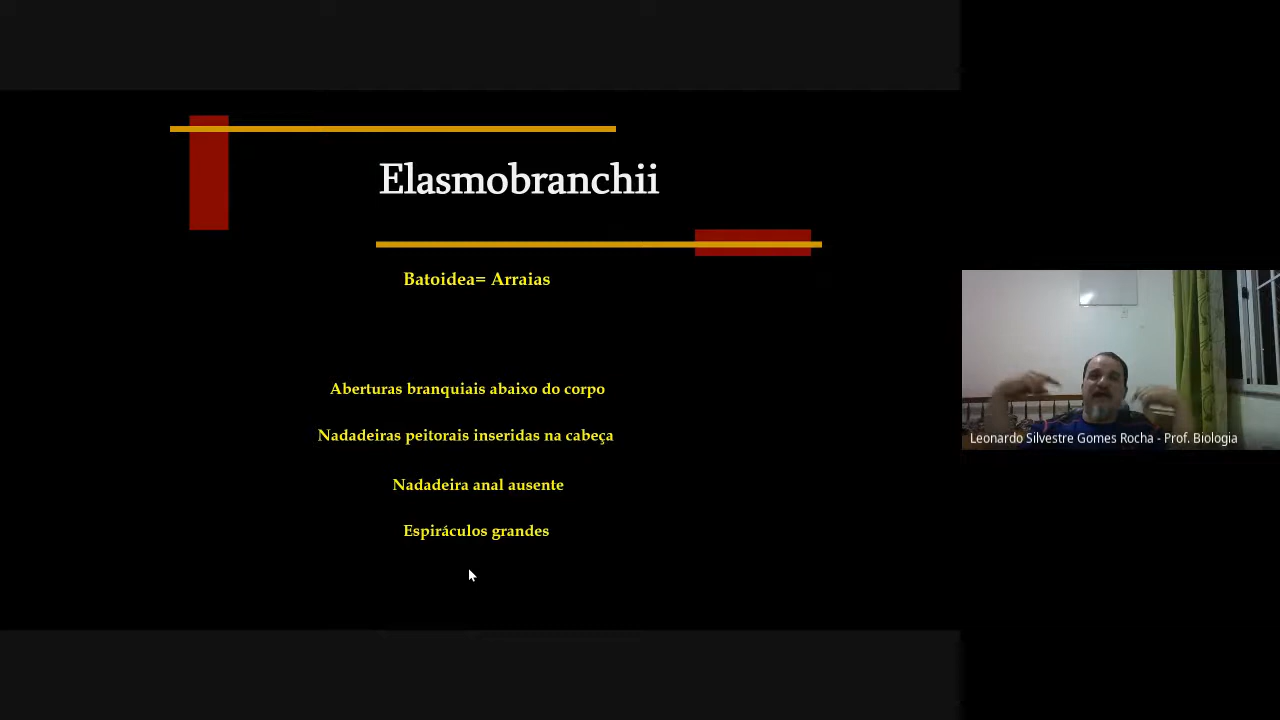 Elasmobranchii
Batoidea= Arraias
Aberturas branquiais abaixo do corpo
Nadadeiras peitorais inseridas na cabeça
Nadadeira anal ausente
Espiráculos grandes
Leonardo Silvestre Gomes Rocha - Prof. Biologia